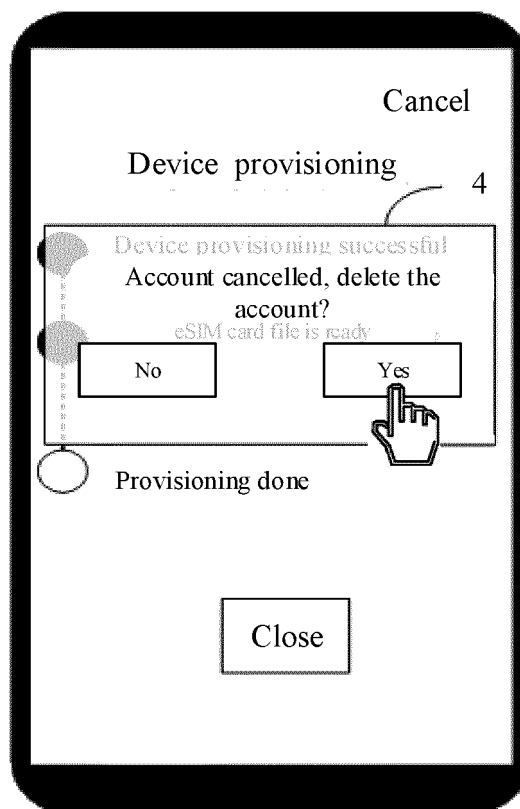 Cancel
Device provisioning
4
Device provisioning successful
Account cancelled, delete the
account?
eSIM card file is ready
No
Yes
Provisioning done
Close